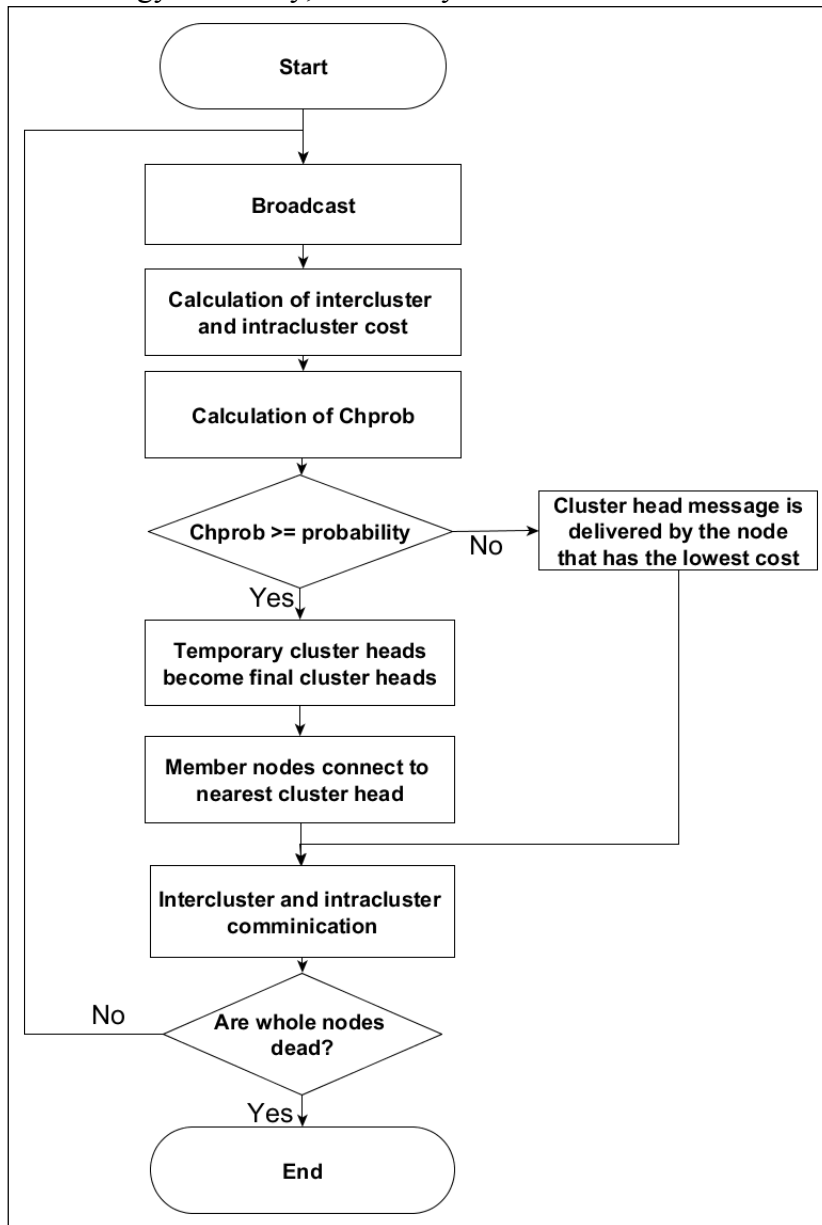 Start
Broadcast
Calculation of intercluster
and intracluster cost
Calculation of Chprob
Chprob >= probability
No
Cluster head message is
delivered by the node
that has the lowest cost
Yes
Temporary cluster heads
become final cluster heads
Member nodes connect to
nearest cluster head
Intercluster and intracluster
comminication
Are whole nodes
dead?
No
Yes
End